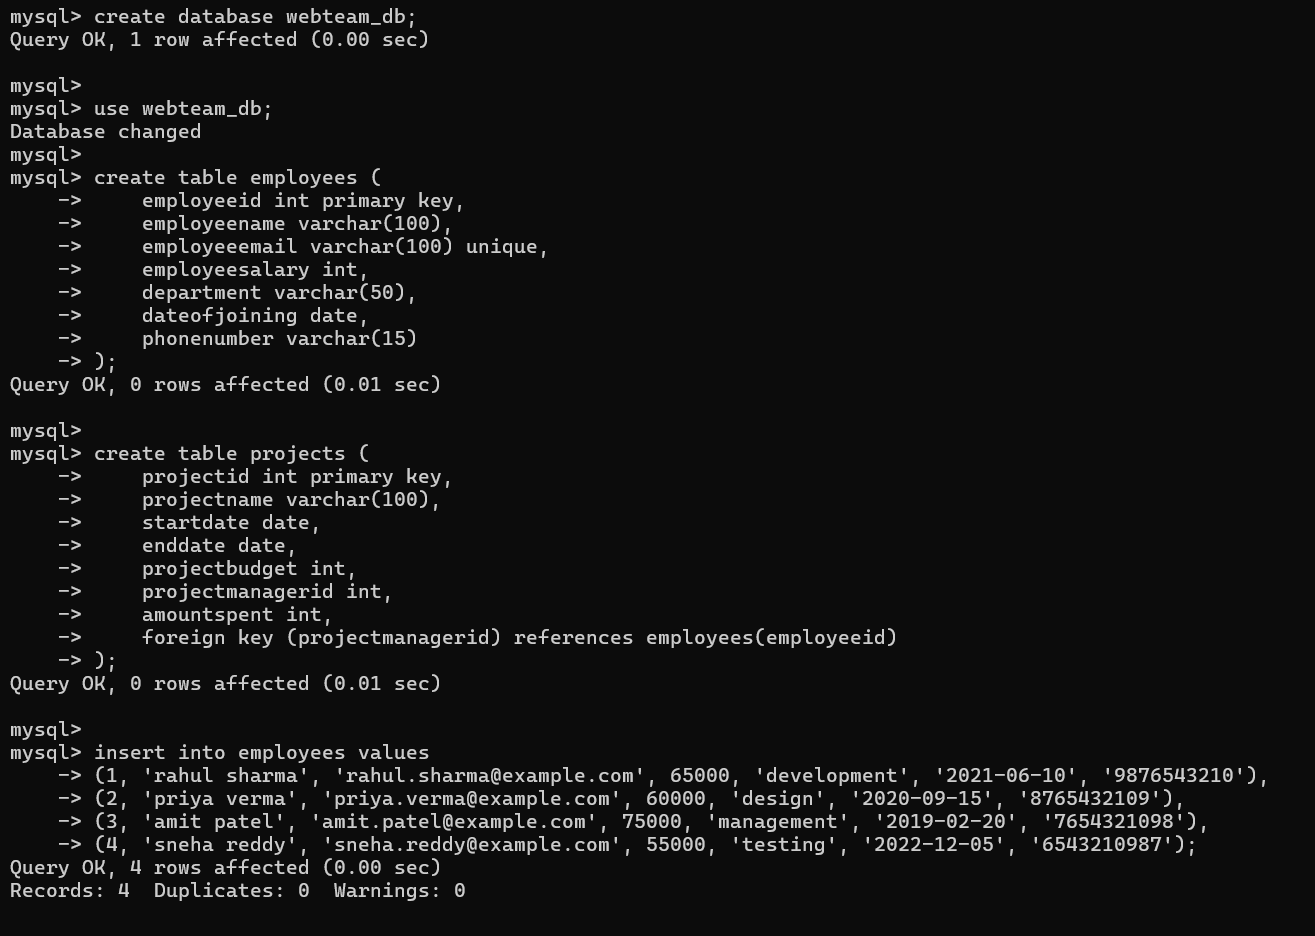 mysql> create database webteam_db;
Query OK, 1 row affected (0.00 sec)

mysql>
mysql> use webteam_db;
Database changed
mysql>
mysql> create table employees (
    ->     employeeid int primary key,
    ->     employeename varchar(100),
    ->     employeeemail varchar(100) unique,
    ->     employeesalary int,
    ->     department varchar(50),
    ->     dateofjoining date,
    ->     phonenumber varchar(15)
    -> );
Query OK, 0 rows affected (0.01 sec)

mysql>
mysql> create table projects (
    ->     projectid int primary key,
    ->     projectname varchar(100),
    ->     startdate date,
    ->     enddate date,
    ->     projectbudget int,
    ->     projectmanagerid int,
    ->     amountspent int,
    ->     foreign key (projectmanagerid) references employees(employeeid)
    -> );
Query OK, 0 rows affected (0.01 sec)

mysql>
mysql> insert into employees values
    -> (1, 'rahul sharma', 'rahul.sharma@example.com', 65000, 'development', '2021-06-10', '9876543210'),
    -> (2, 'priya verma', 'priya.verma@example.com', 60000, 'design', '2020-09-15', '8765432109'),
    -> (3, 'amit patel', 'amit.patel@example.com', 75000, 'management', '2019-02-20', '7654321098'),
    -> (4, 'sneha reddy', 'sneha.reddy@example.com', 55000, 'testing', '2022-12-05', '6543210987');
Query OK, 4 rows affected (0.00 sec)
Records: 4  Duplicates: 0  Warnings: 0